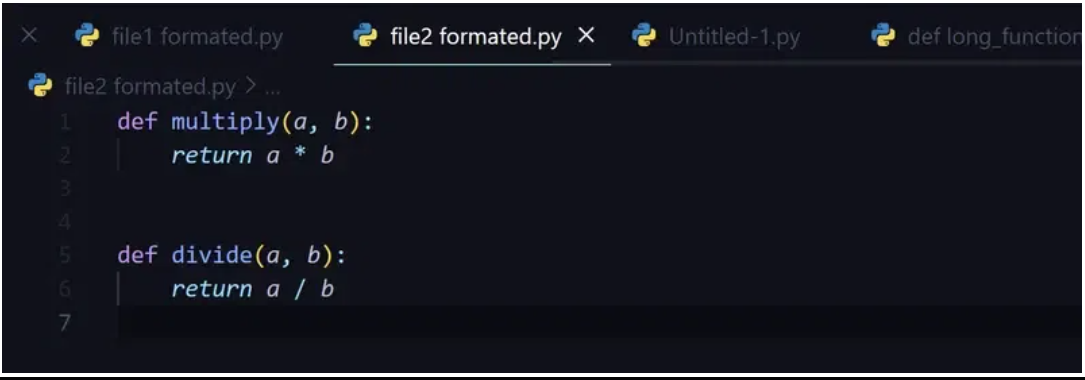 file1 formated.py file2 formated.py × Untitled-1.py def long_function
file2 formated.py > ...
1 def multiply(a, b):
2     return a * b
3
4
5 def divide(a, b):
6     return a / b
7